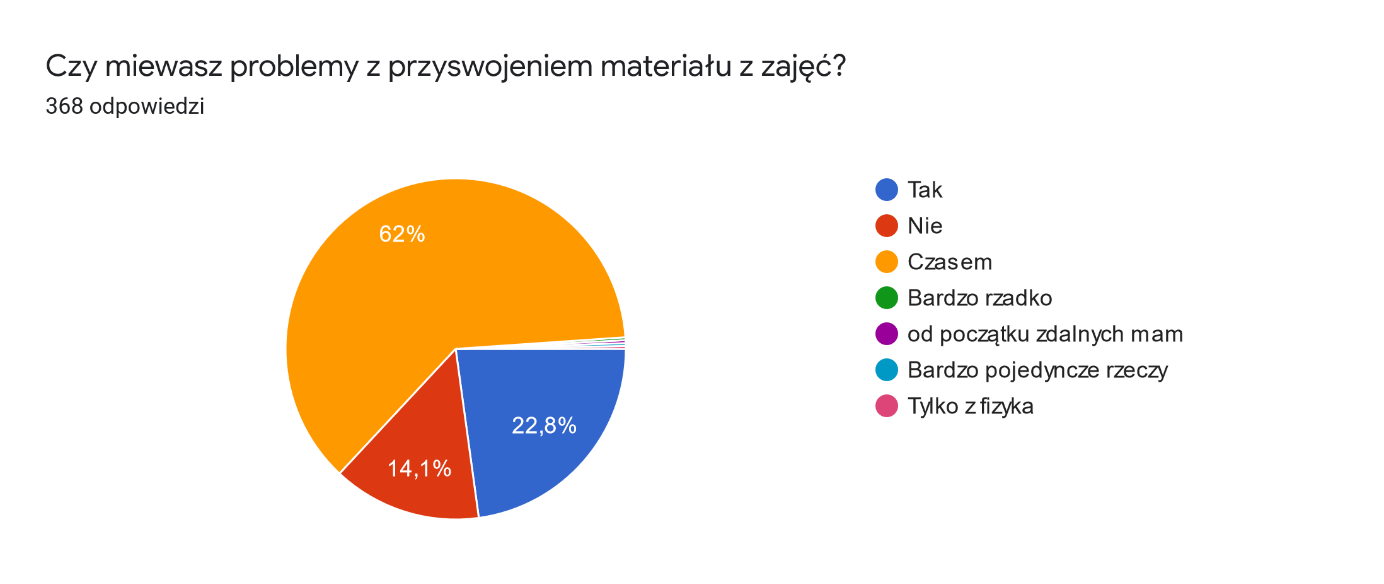 Czy miewasz problemy z przyswojeniem materiału z zajęć?
368 odpowiedzi
62%
22,8%
14,1%
Tak
Nie
Czasem
Bardzo rzadko
od początku zdalnych mam
Bardzo pojedyncze rzeczy
Tylko z fizyka